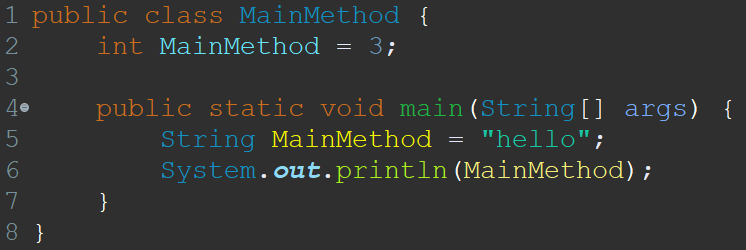 1 public class MainMethod {
2     int MainMethod = 3;
3
4     public static void main(String[] args) {
5         String MainMethod = "hello";
6         System.out.println(MainMethod);
7     }
8 }